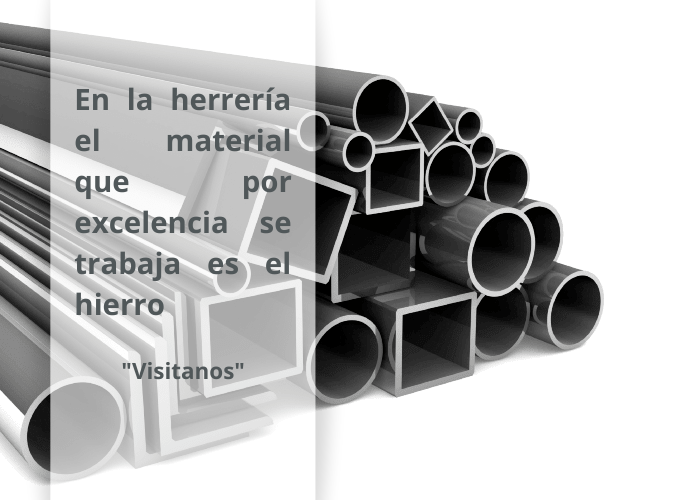 En la herrería
el material
que por
excelencia se
trabaja es el
hierro
"Visitanos"